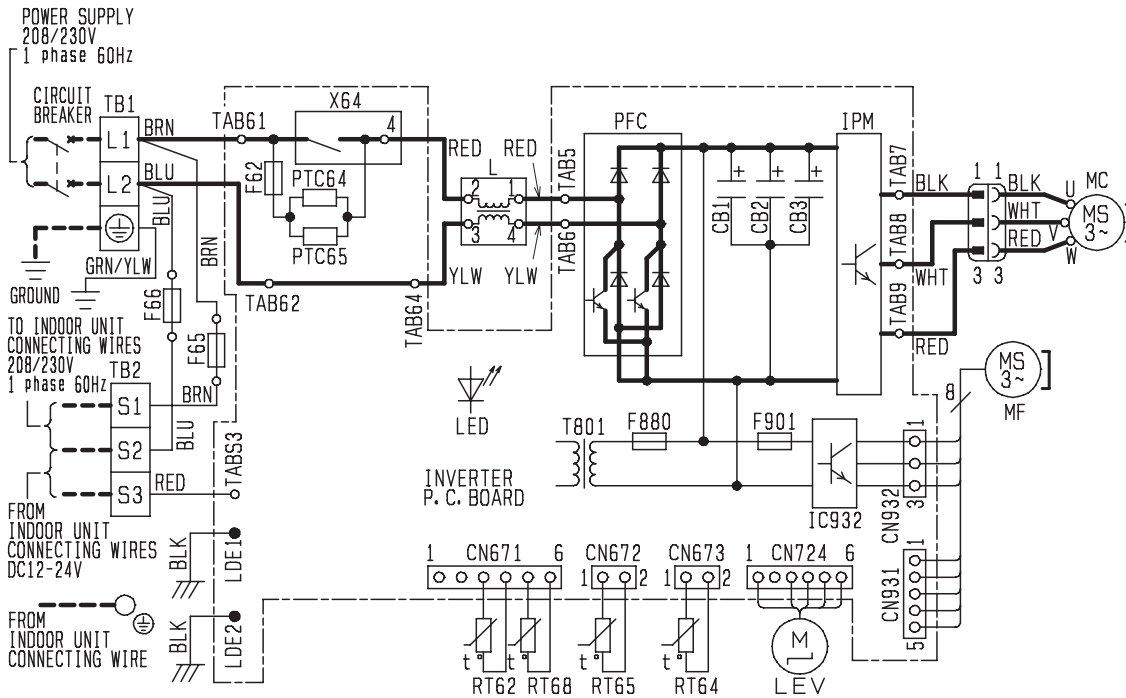 POWER SUPPLY
208/230V
1 phase 60Hz
CIRCUIT
BREAKER
TB1
L1
L2
BRN
BLU
BLU
BRN
GRN/YLW
GROUND
TAB61
X64
4
F62
PTC64
PTC65
TAB62
TAB64
RED
RED
L
2
1
3
4
YLW
YLW
TAB5
TAB6
PFC
+
+
+
CB1
CB2
CB3
IPM
TAB7
TAB8
TAB9
BLK
WHT
RED
1
1
3
3
BLK
WHT
RED
U
V
W
MC
MS
3~
F66
F65
TO INDOOR UNIT
CONNECTING WIRES
208/230V
1 phase 60Hz
TB2
S1
S2
S3
BRN
BLU
RED
TABS3
FROM
INDOOR UNIT
CONNECTING WIRES
DC12-24V
BLK
LDE1
FROM
INDOOR UNIT
CONNECTING WIRE
BLK
LDE2
LED
INVERTER
P. C. BOARD
T801
F880
F901
IC932
1
3
CN932
8
MS
3~
MF
1
5
CN931
1
CN671
6
CN672
1
2
CN673
1
2
1
CN724
6
t°
t°
t°
RT62
RT68
RT65
RT64
M
LEV